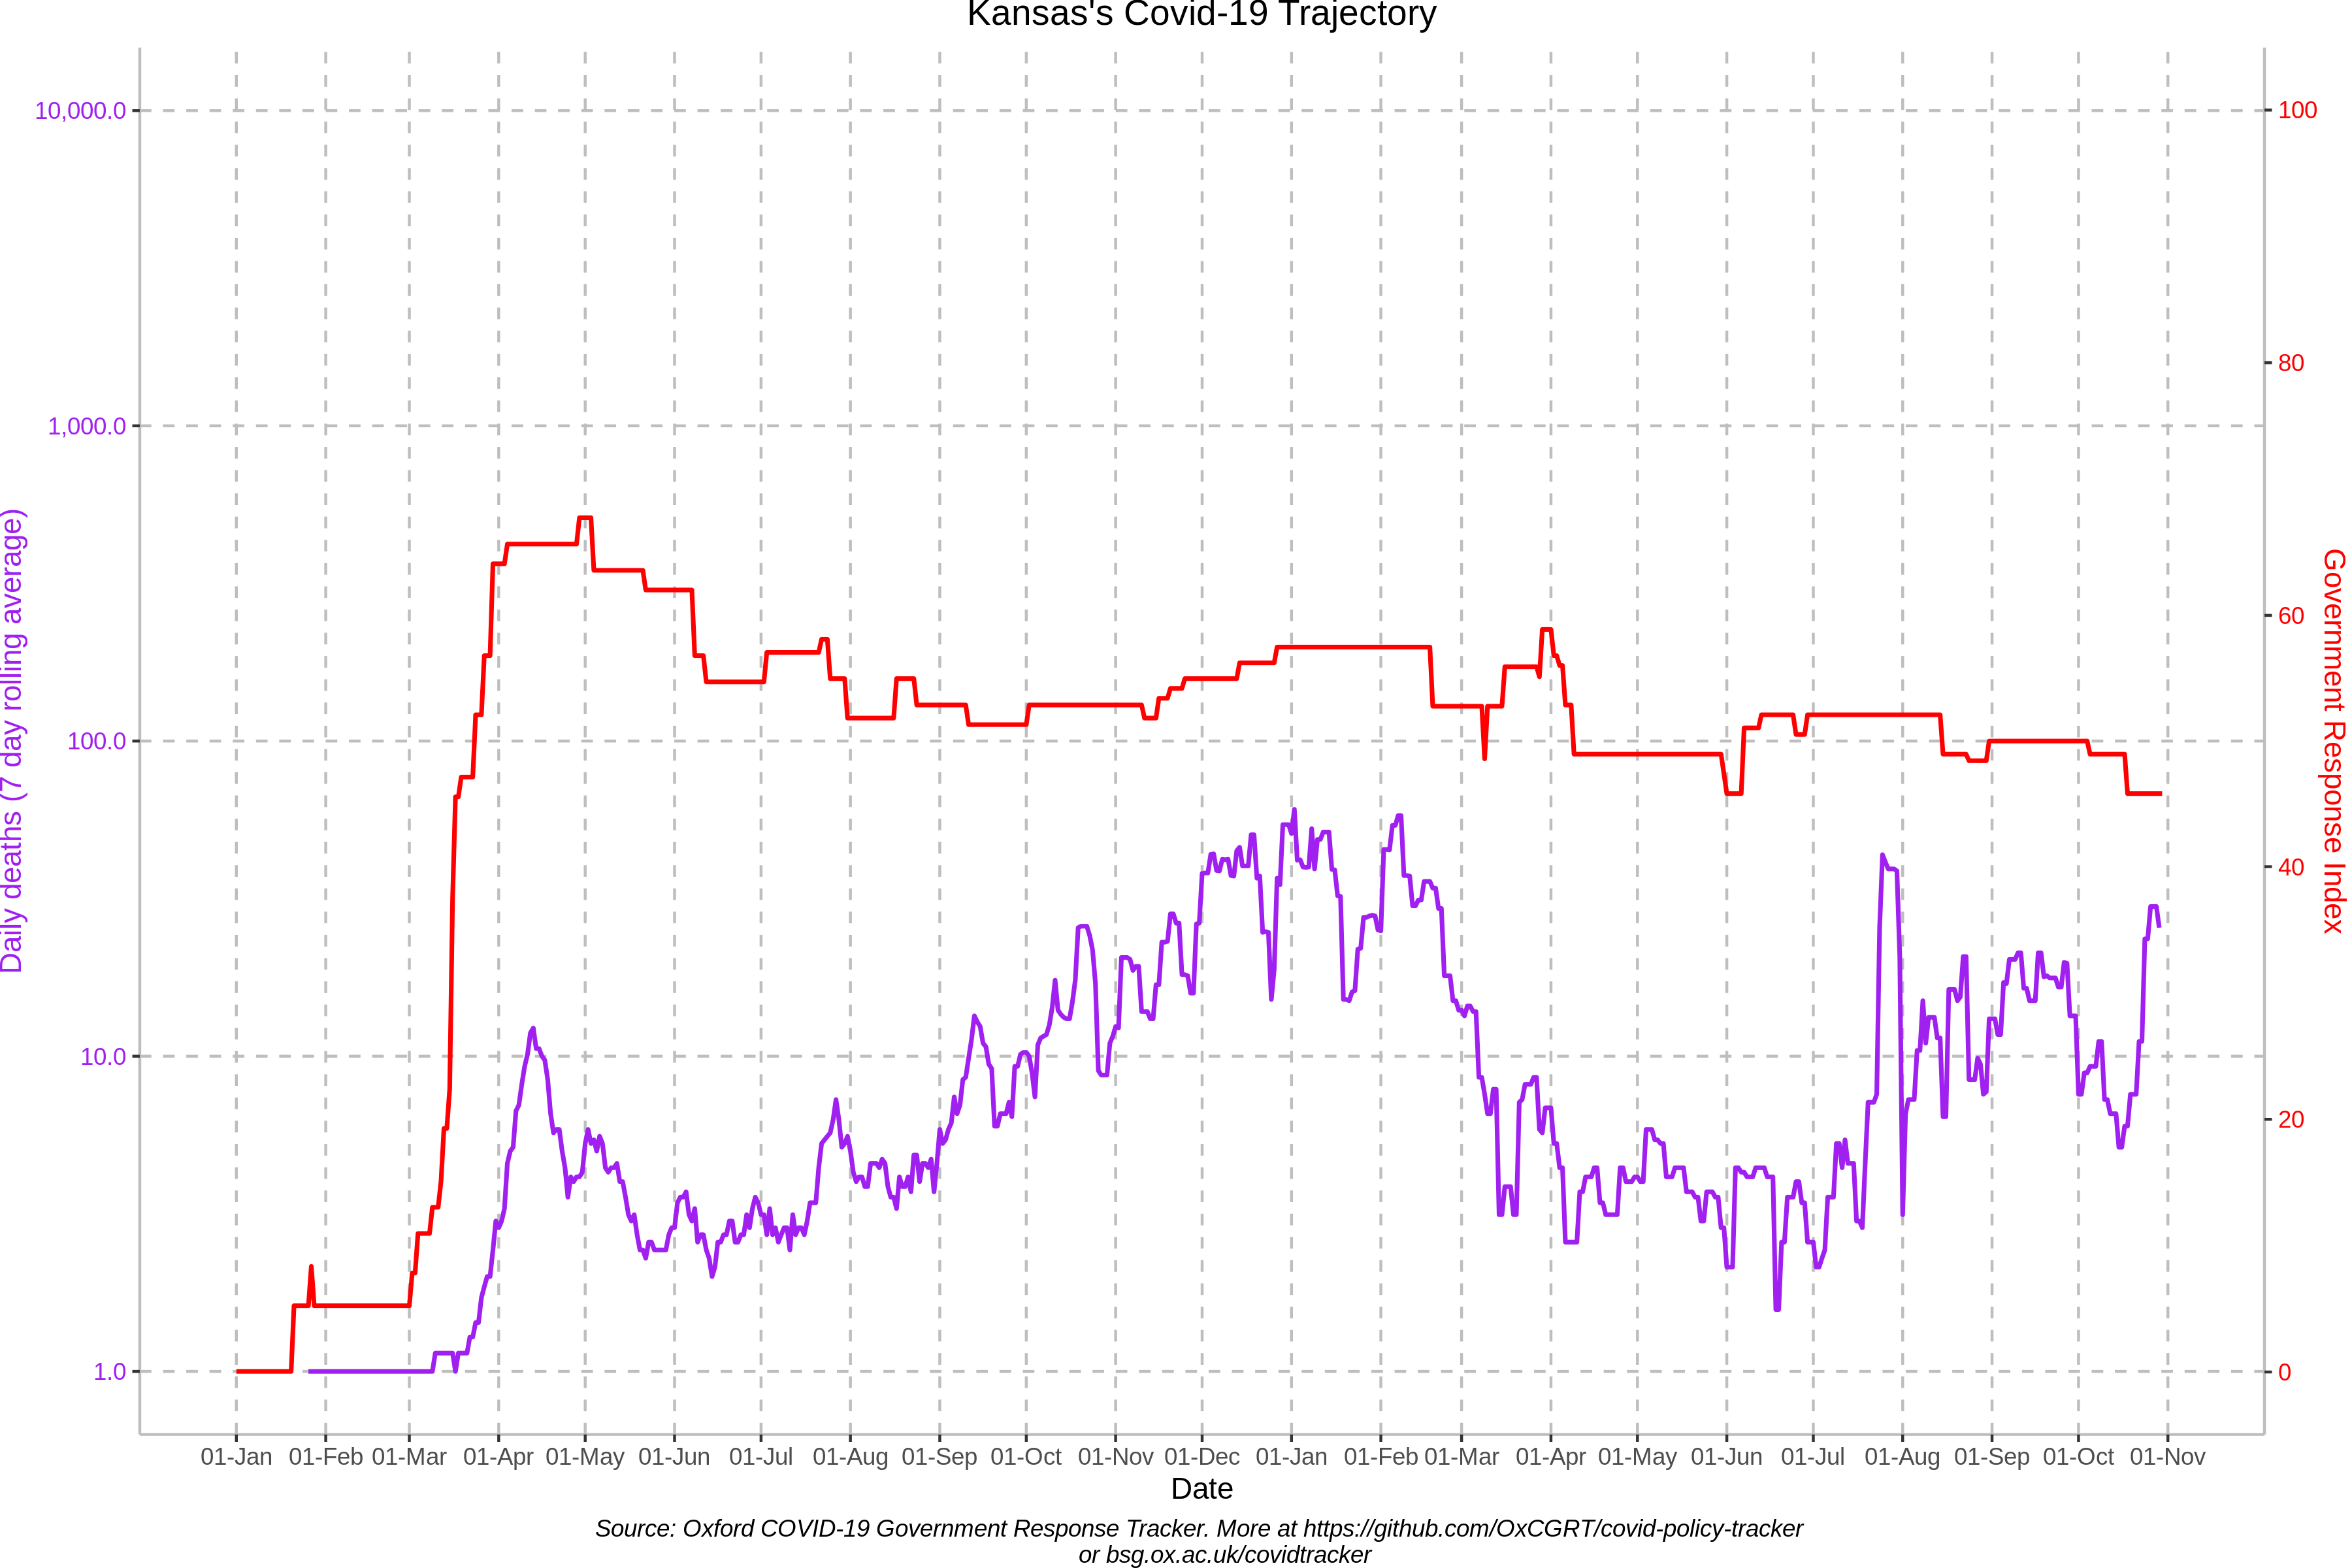 Kansas's Covid-19 Trajectory
10,000.0
1,000.0
100.0
10.0
1.0
Daily deaths (7 day rolling average)
100
80
60
40
20
0
Government Response Index
01-Jan 01-Feb 01-Mar 01-Apr 01-May 01-Jun 01-Jul 01-Aug 01-Sep 01-Oct 01-Nov 01-Dec 01-Jan 01-Feb 01-Mar 01-Apr 01-May 01-Jun 01-Jul 01-Aug 01-Sep 01-Oct 01-Nov
Date
Source: Oxford COVID-19 Government Response Tracker. More at https://github.com/OxCGRT/covid-policy-tracker
or bsg.ox.ac.uk/covidtracker